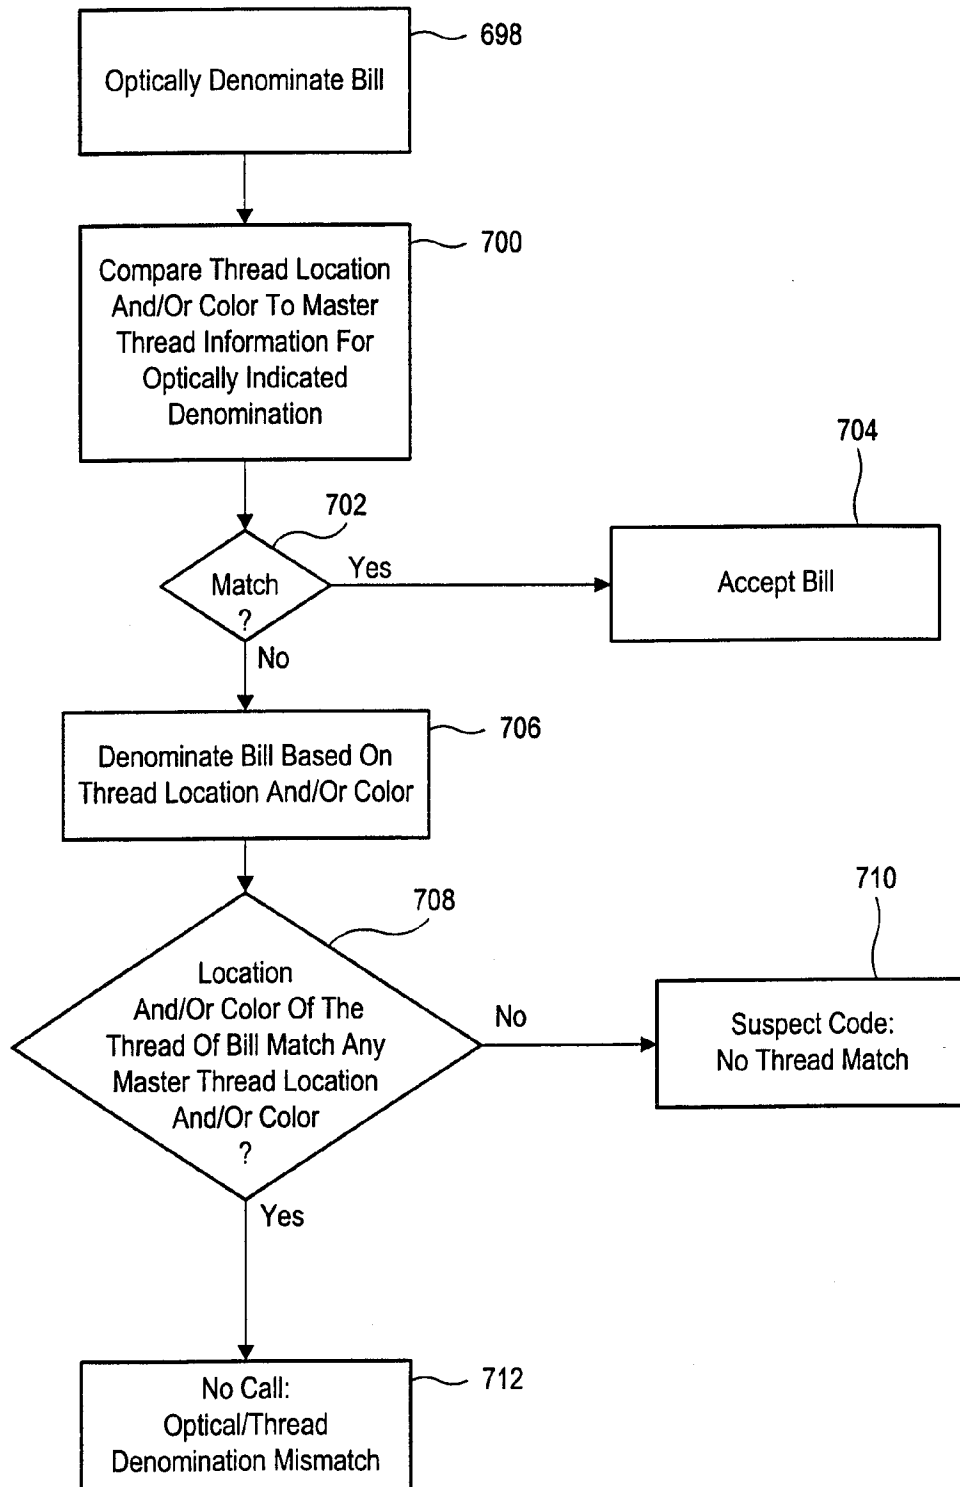 698
Optically Denominate Bill
700
Compare Thread Location
And/Or Color To Master
Thread Information For
Optically Indicated
Denomination
704
702
Match
?
Yes
Accept Bill
No
706
Denominate Bill Based On
Thread Location And/Or Color
708
710
Location
And/Or Color Of The
Thread Of Bill Match Any
Master Thread Location
And/Or Color
?
No
Suspect Code:
No Thread Match
Yes
712
No Call:
Optical/Thread
Denomination Mismatch